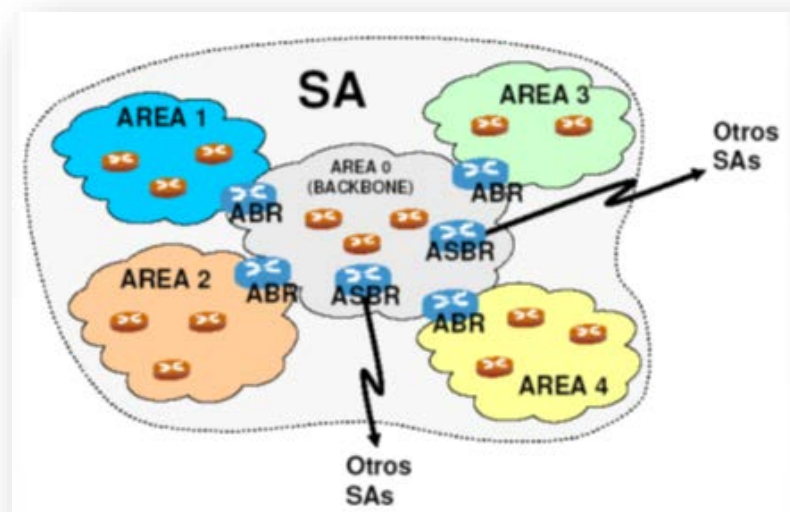 SA
AREA 1
AREA 3
Otros
SAs
AREA 0
(BACKBONE)
ABR
ABR
ASBR
AREA 2
ABR
ASBR
ABR
AREA 4
Otros
SAs